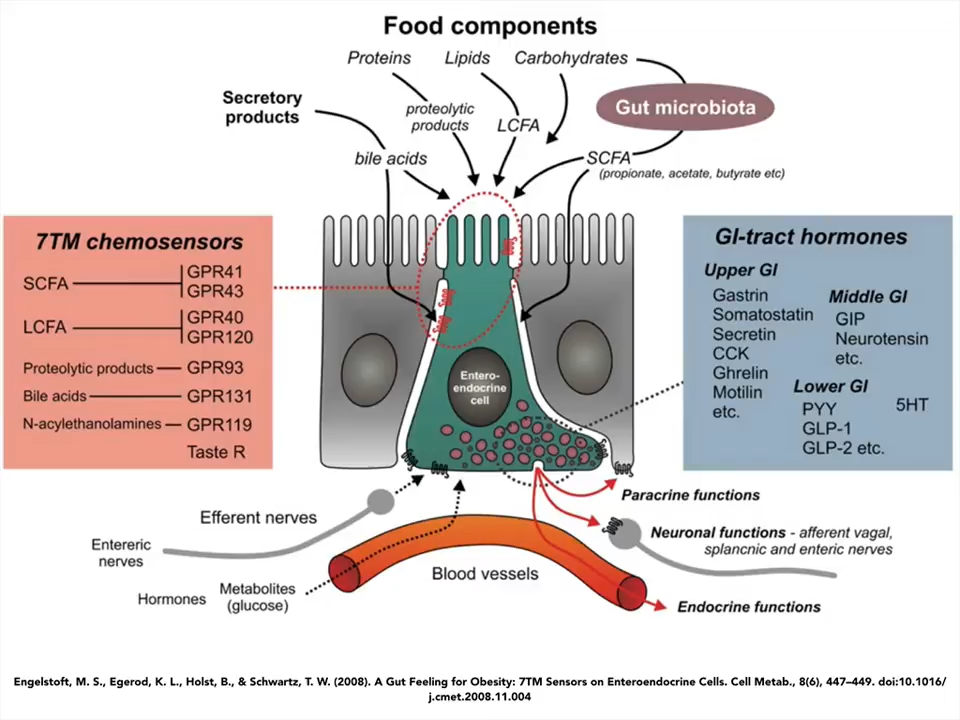 Food components
Proteins Lipids Carbohydrates
Secretory
products
proteolytic
products
LCFA
Gut microbiota
bile acids
SCFA
(propionate, acetate, butyrate etc)
7TM chemosensors
SCFA
GPR41
GPR43
LCFA
GPR40
GPR120
Proteolytic products GPR93
Bile acids GPR131
N-acylethanolamines GPR119
Taste R
Entero-
endocrine
cell
GI-tract hormones
Upper GI
Gastrin
Somatostatin
Secretin
CCK
Ghrelin
Motilin
etc.
Middle GI
GIP
Neurotensin
etc.
Lower GI
PYY
GLP-1
GLP-2 etc.
5HT
Efferent nerves
Entereric
nerves
Hormones
Metabolites
(glucose)
Blood vessels
Paracrine functions
Neuronal functions - afferent vagal,
splancnic and enteric nerves
Endocrine functions
Engelstoft, M. S., Egerod, K. L., Holst, B., & Schwartz, T. W. (2008). A Gut Feeling for Obesity: 7TM Sensors on Enteroendocrine Cells. Cell Metab., 8(6), 447–449. doi:10.1016/
j.cmet.2008.11.004